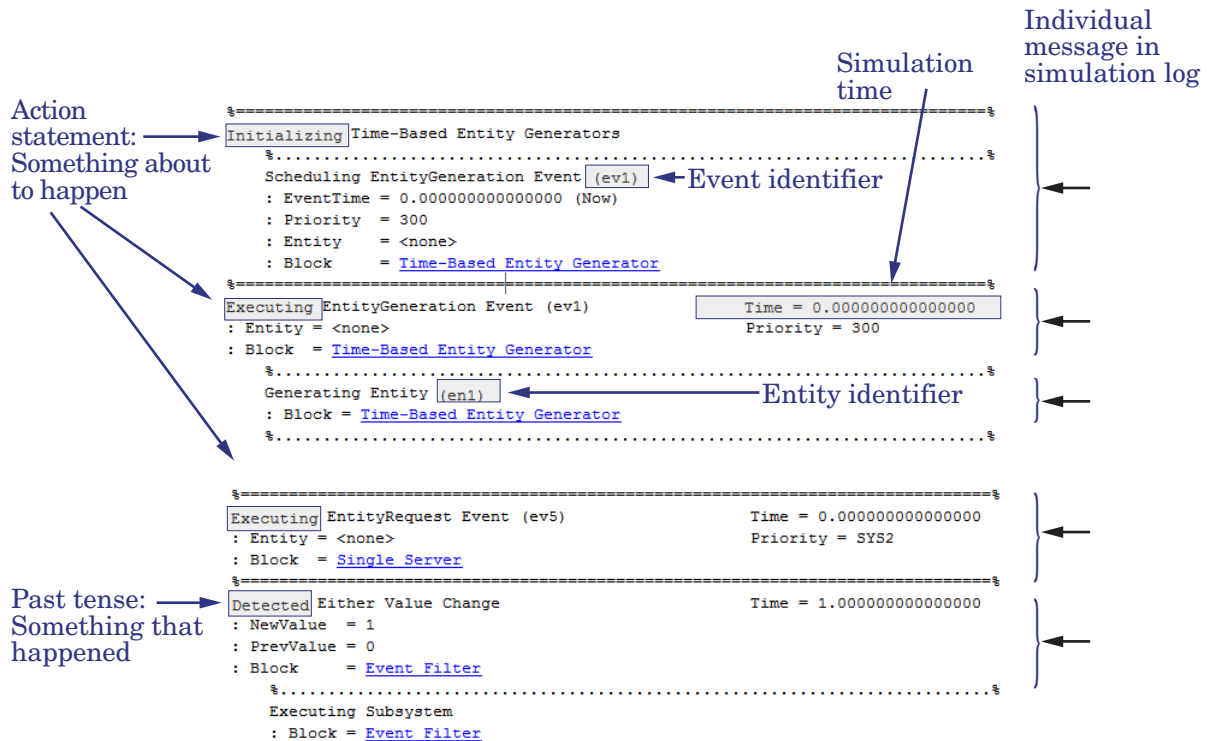 Individual
message in
simulation log
Simulation
time
Action
statement:
Something about
to happen
%==============================================================================%
Initializing Time-Based Entity Generators
%..........................................................................%
Scheduling EntityGeneration Event (ev1)
Event identifier
: EventTime = 0.000000000000000 (Now)
: Priority = 300
: Entity = <none>
: Block = Time-Based Entity Generator
%==============================================================================%
Executing EntityGeneration Event (ev1) Time = 0.000000000000000
: Entity = <none> Priority = 300
: Block = Time-Based Entity Generator
%..........................................................................%
Generating Entity (en1)
Entity identifier
: Block = Time-Based Entity Generator
%..........................................................................%
%==============================================================================%
Executing EntityRequest Event (ev5) Time = 0.000000000000000
: Entity = <none> Priority = SYS2
: Block = Single Server
%==============================================================================%
Past tense:
Something that
happened
Detected Either Value Change Time = 1.000000000000000
: NewValue = 1
: PrevValue = 0
: Block = Event Filter
%..........................................................................%
Executing Subsystem
: Block = Event Filter